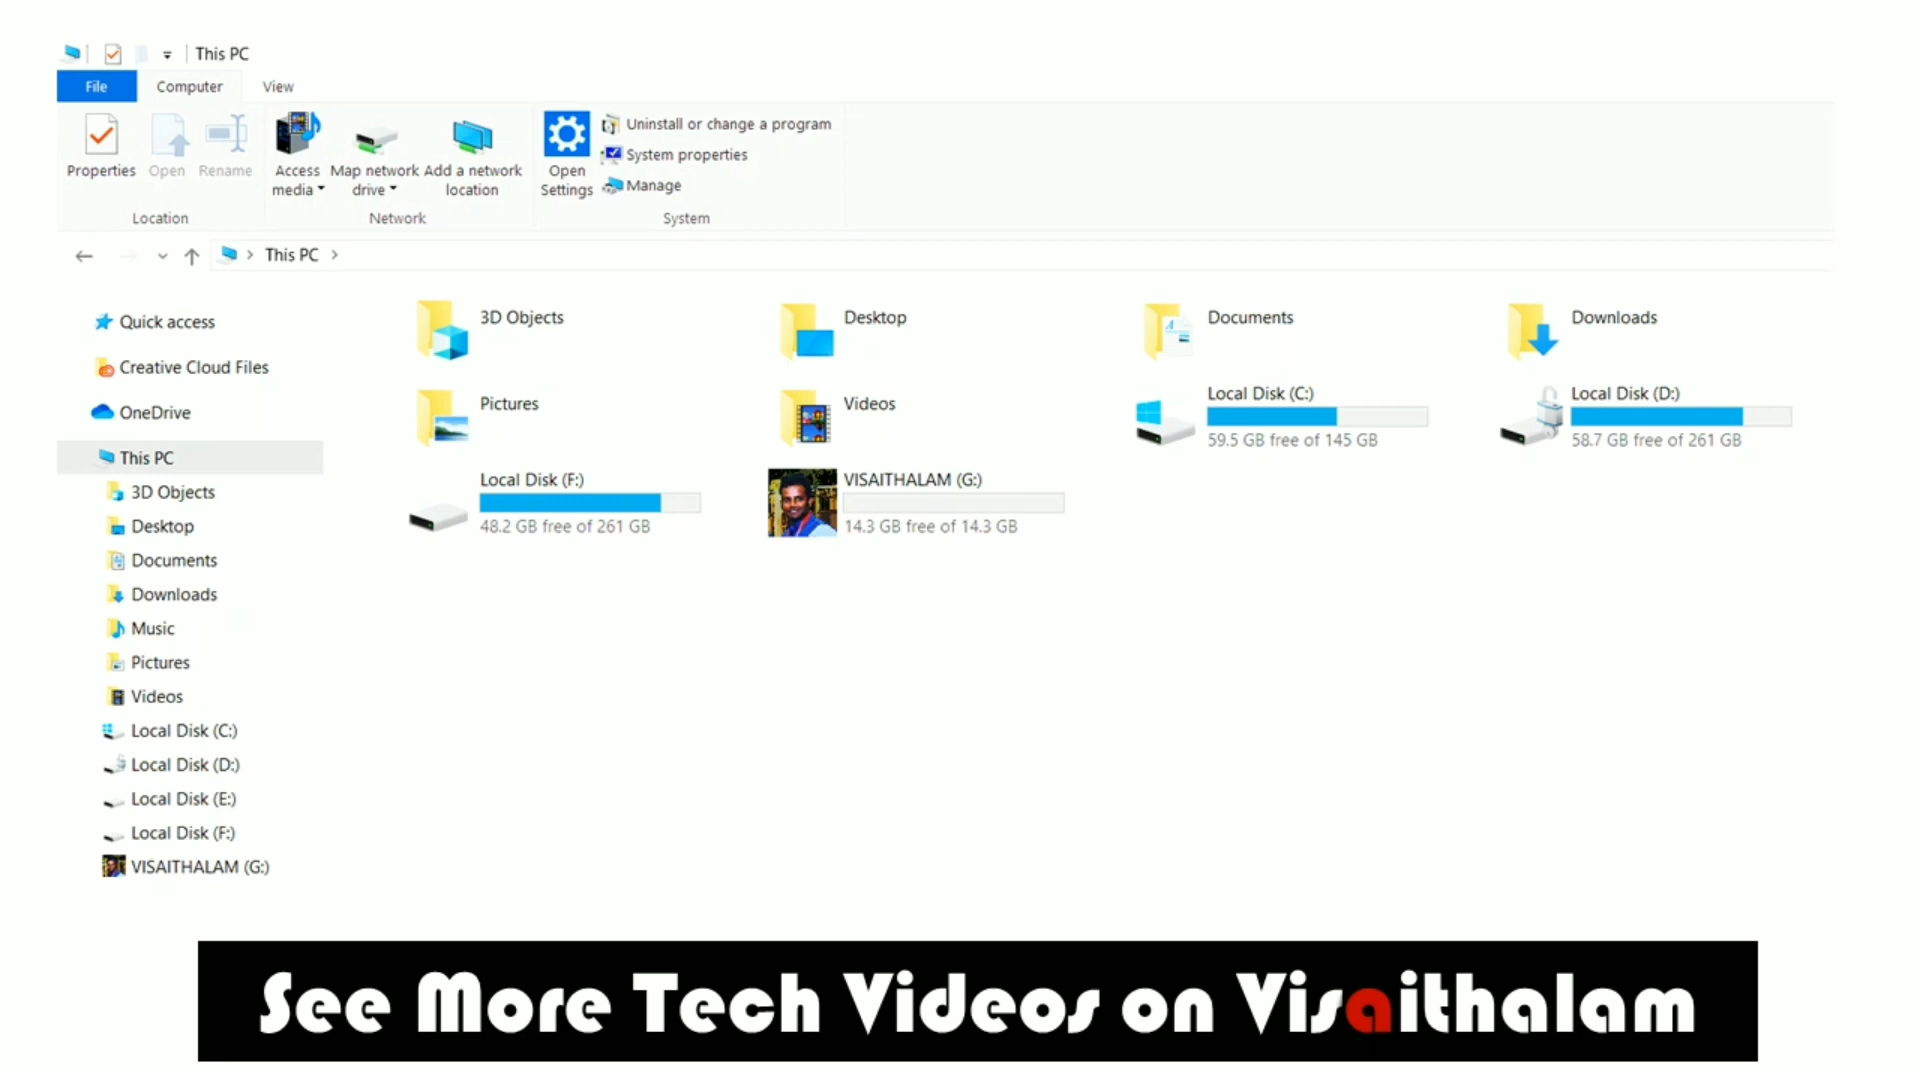 This PC
File Computer View
Properties Open Rename Access media Map network drive Add a network location Open Settings
Uninstall or change a program
System properties
Manage
Location Network System
This PC
Quick access
Creative Cloud Files
OneDrive
This PC
3D Objects
Desktop
Documents
Downloads
Music
Pictures
Videos
Local Disk (C:)
Local Disk (D:)
Local Disk (E:)
Local Disk (F:)
VISAITHALAM (G:)
3D Objects Desktop Documents Downloads
Pictures
Videos
Local Disk (C:)
59.5 GB free of 145 GB
Local Disk (D:)
58.7 GB free of 261 GB
Local Disk (F:)
48.2 GB free of 261 GB
VISAITHALAM (G:)
14.3 GB free of 14.3 GB
See More Tech Videos on Visaithalam